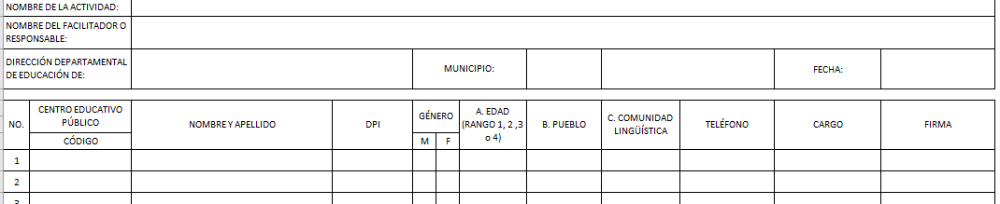 NOMBRE DE LA ACTIVIDAD:
NOMBRE DEL FACILITADOR O
RESPONSABLE:
DIRECCIÓN DEPARTAMENTAL
DE EDUCACIÓN DE:
MUNICIPIO:
FECHA:
NO.
CENTRO EDUCATIVO
PÚBLICO
CÓDIGO
NOMBRE Y APELLIDO
DPI
GÉNERO
M F
A. EDAD
(RANGO 1, 2 ,3
o 4)
B. PUEBLO
C. COMUNIDAD
LINGÜÍSTICA
TELÉFONO
CARGO
FIRMA
1
2
3